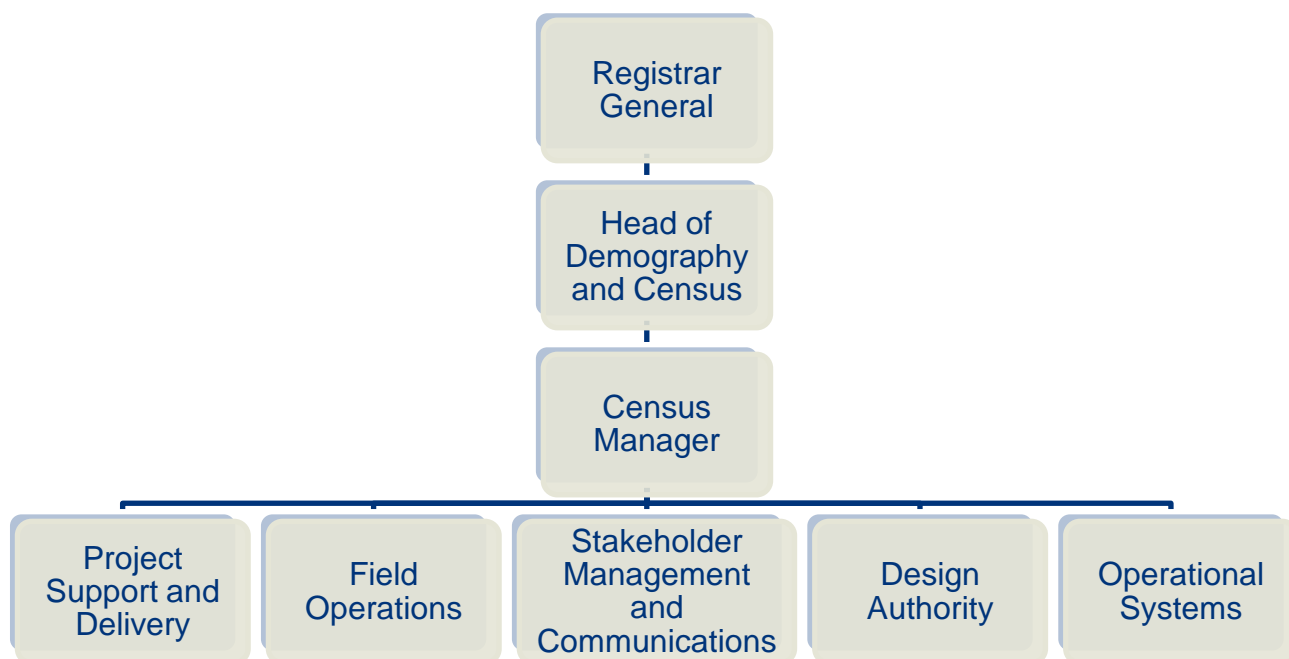 Registrar
General
Head of
Demography
and Census
Census
Manager
Project
Support and
Delivery
Field
Operations
Stakeholder
Management
and
Communications
Design
Authority
Operational
Systems